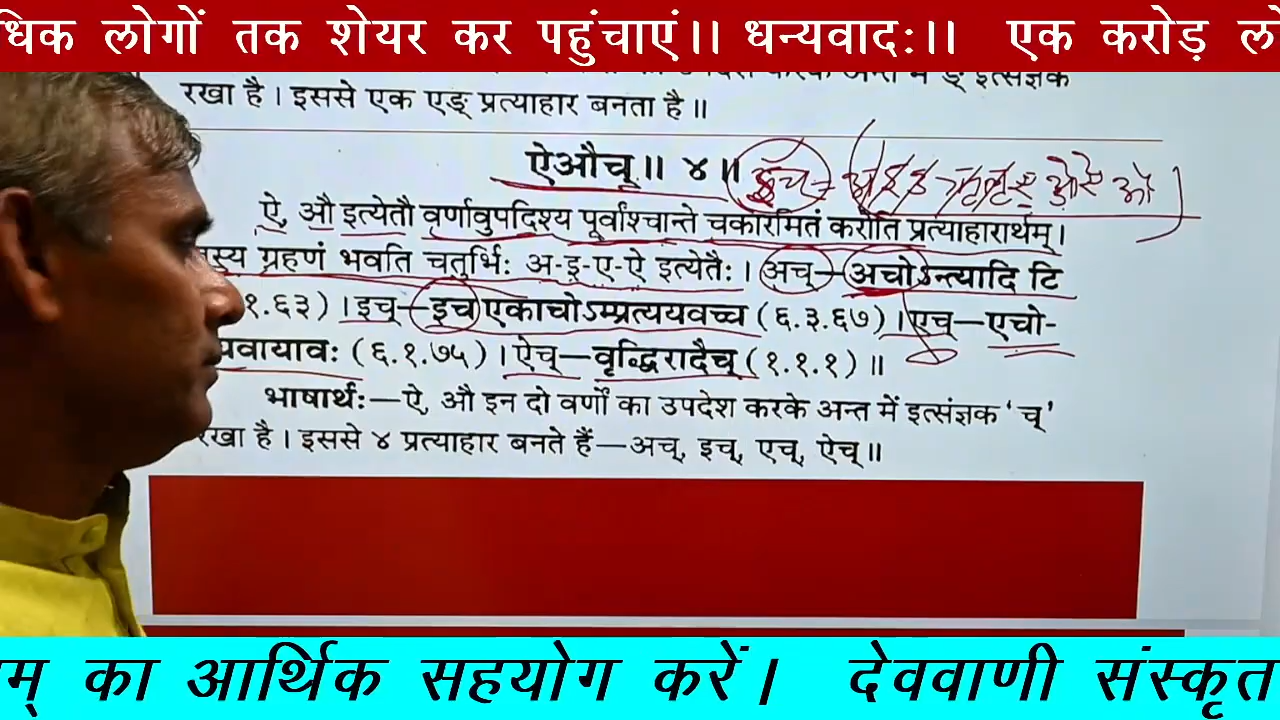 धिक लोगों तक शेयर कर पहुंचाएं।। धन्यवादः।। एक करोड़ लो
रखा है । इससे एक एङ् प्रत्याहार बनता है ॥
ऐऔच् ॥ ४ ॥ इच् =
ऐ, औ इत्येतौ वर्णावुपदिश्य पूर्वांश्चान्ते चकारमितं करोति प्रत्याहारार्थम् ।
स्य ग्रहणं भवति चतुर्भिः अ-इ-ए-ऐ इत्येतैः । अच्—अचोऽन्त्यादि टि
१.६३) । इच्—इच एकाचोऽम्प्रत्ययवच्च (६.३.६७) । एच्—एचो-
यवायावः (६.१.७५) । ऐच्—वृद्धिरादैच् (१.१.१) ॥
भाषार्थः—ऐ, औ इन दो वर्णों का उपदेश करके अन्त में इत्संज्ञक ‘च्’
रखा है । इससे ४ प्रत्याहार बनते हैं—अच्, इच्, एच्, ऐच् ॥
म् का आर्थिक सहयोग करें। देववाणी संस्कृत